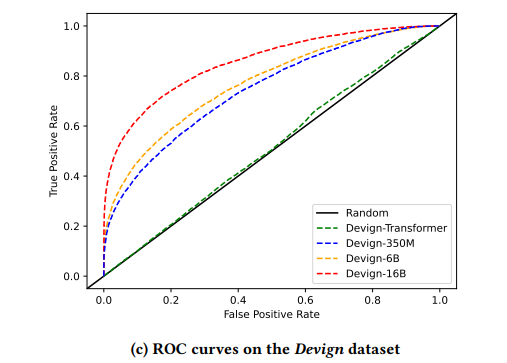 1.0
0.8
0.6
0.4
0.2
0.0
True Positive Rate
Random
Devign-Transformer
Devign-350M
Devign-6B
Devign-16B
0.0 0.2 0.4 0.6 0.8 1.0
False Positive Rate
(c) ROC curves on the Devign dataset